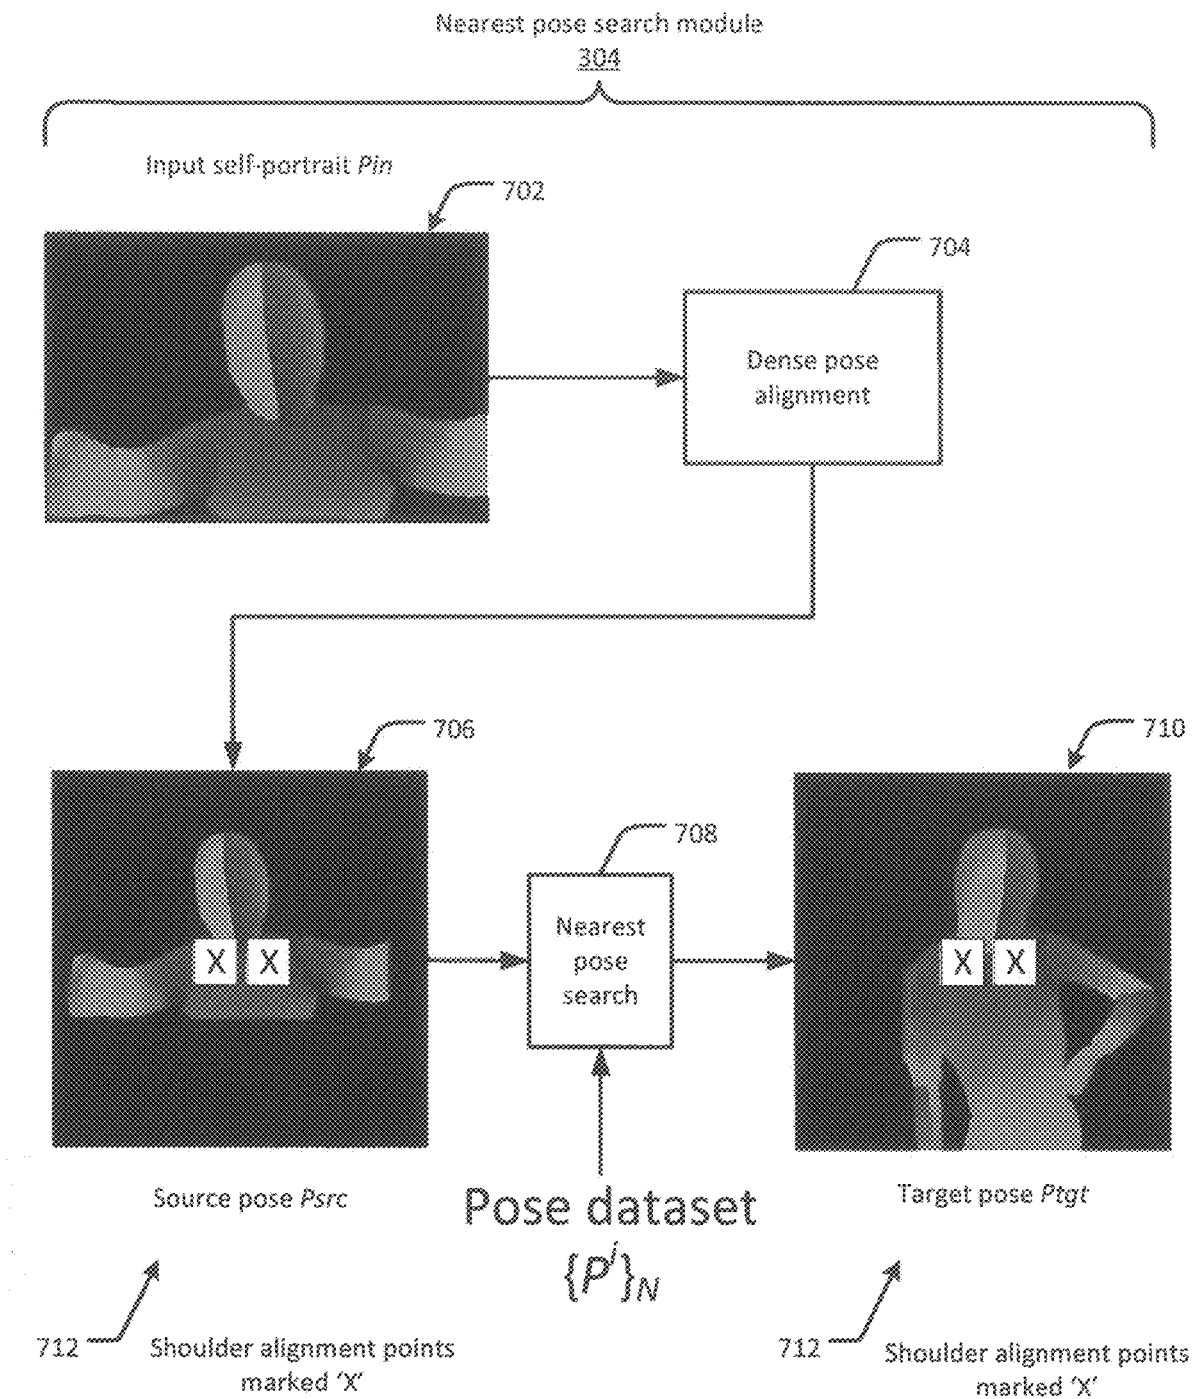 Nearest pose search module
304
Input self-portrait Pin
702
704
Dense pose
alignment
706
710
708
Nearest
pose
search
X X
X X
Source pose Psrc
Pose dataset
{P^i}_N
Target pose Ptgt
712
Shoulder alignment points
marked 'X'
712
Shoulder alignment points
marked 'X'